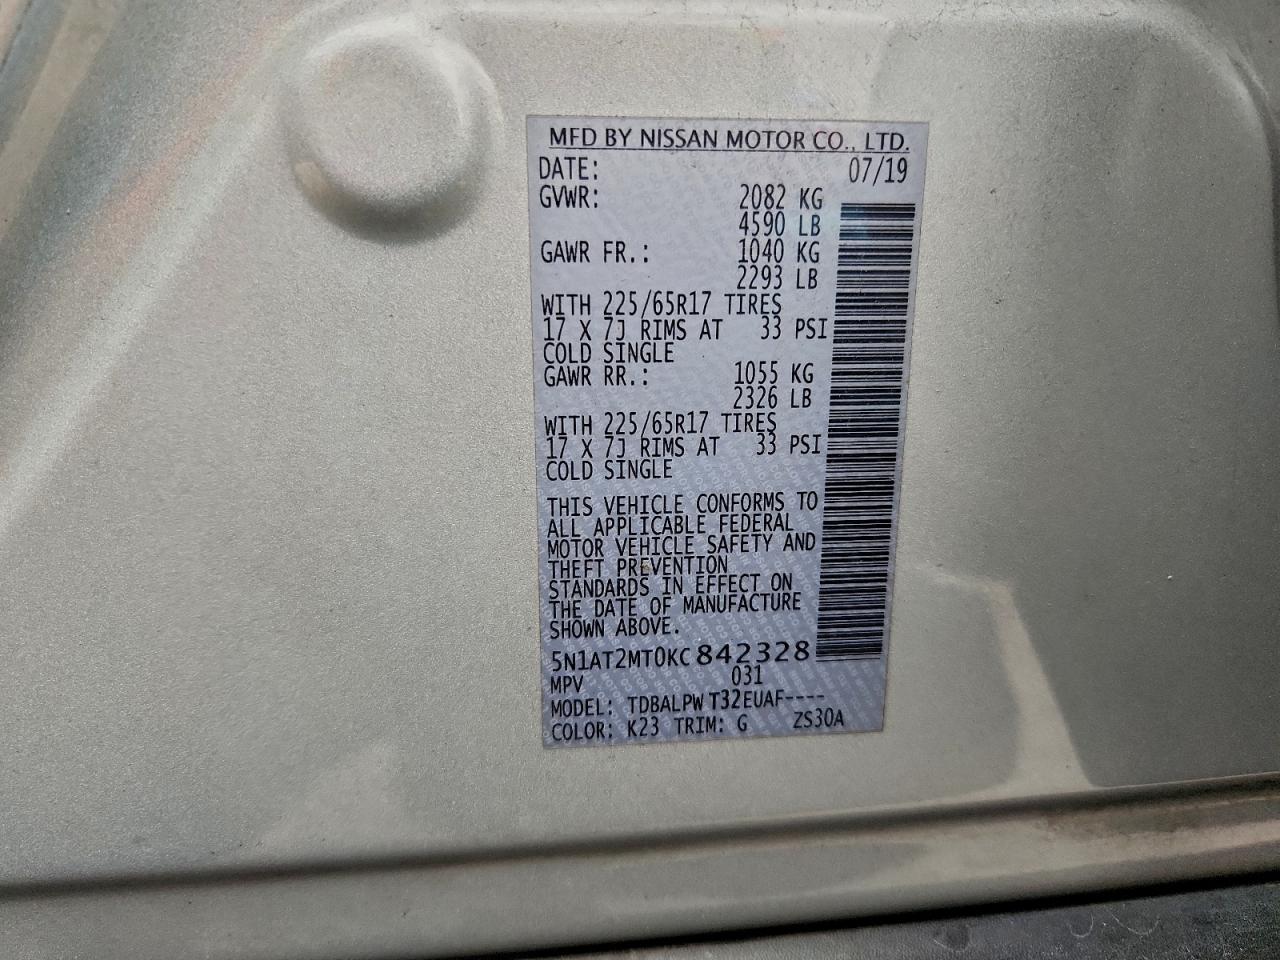 MFD BY NISSAN MOTOR CO., LTD.
DATE: 07/19
GVWR: 2082 KG
4590 LB
GAWR FR.: 1040 KG
2293 LB
WITH 225/65R17 TIRES
17 X 7J RIMS AT 33 PSI
COLD SINGLE
GAWR RR.: 1055 KG
2326 LB
WITH 225/65R17 TIRES
17 X 7J RIMS AT 33 PSI
COLD SINGLE
THIS VEHICLE CONFORMS TO
ALL APPLICABLE FEDERAL
MOTOR VEHICLE SAFETY AND
THEFT PREVENTION
STANDARDS IN EFFECT ON
THE DATE OF MANUFACTURE
SHOWN ABOVE.
5N1AT2MT0KC842328
MPV 031
MODEL: TDBALPW T32EUAF----
COLOR: K23 TRIM: G ZS30A